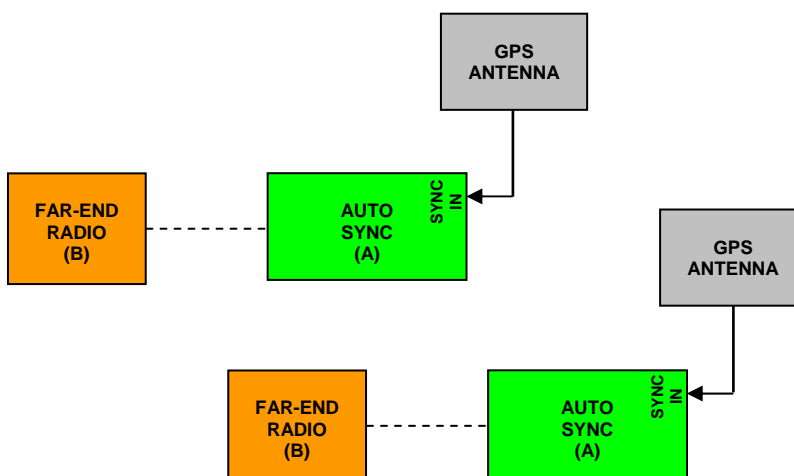 GPS
ANTENNA
FAR-END
RADIO
(B)
AUTO
SYNC
(A)
SYNC
IN
GPS
ANTENNA
FAR-END
RADIO
(B)
AUTO
SYNC
(A)
SYNC
IN